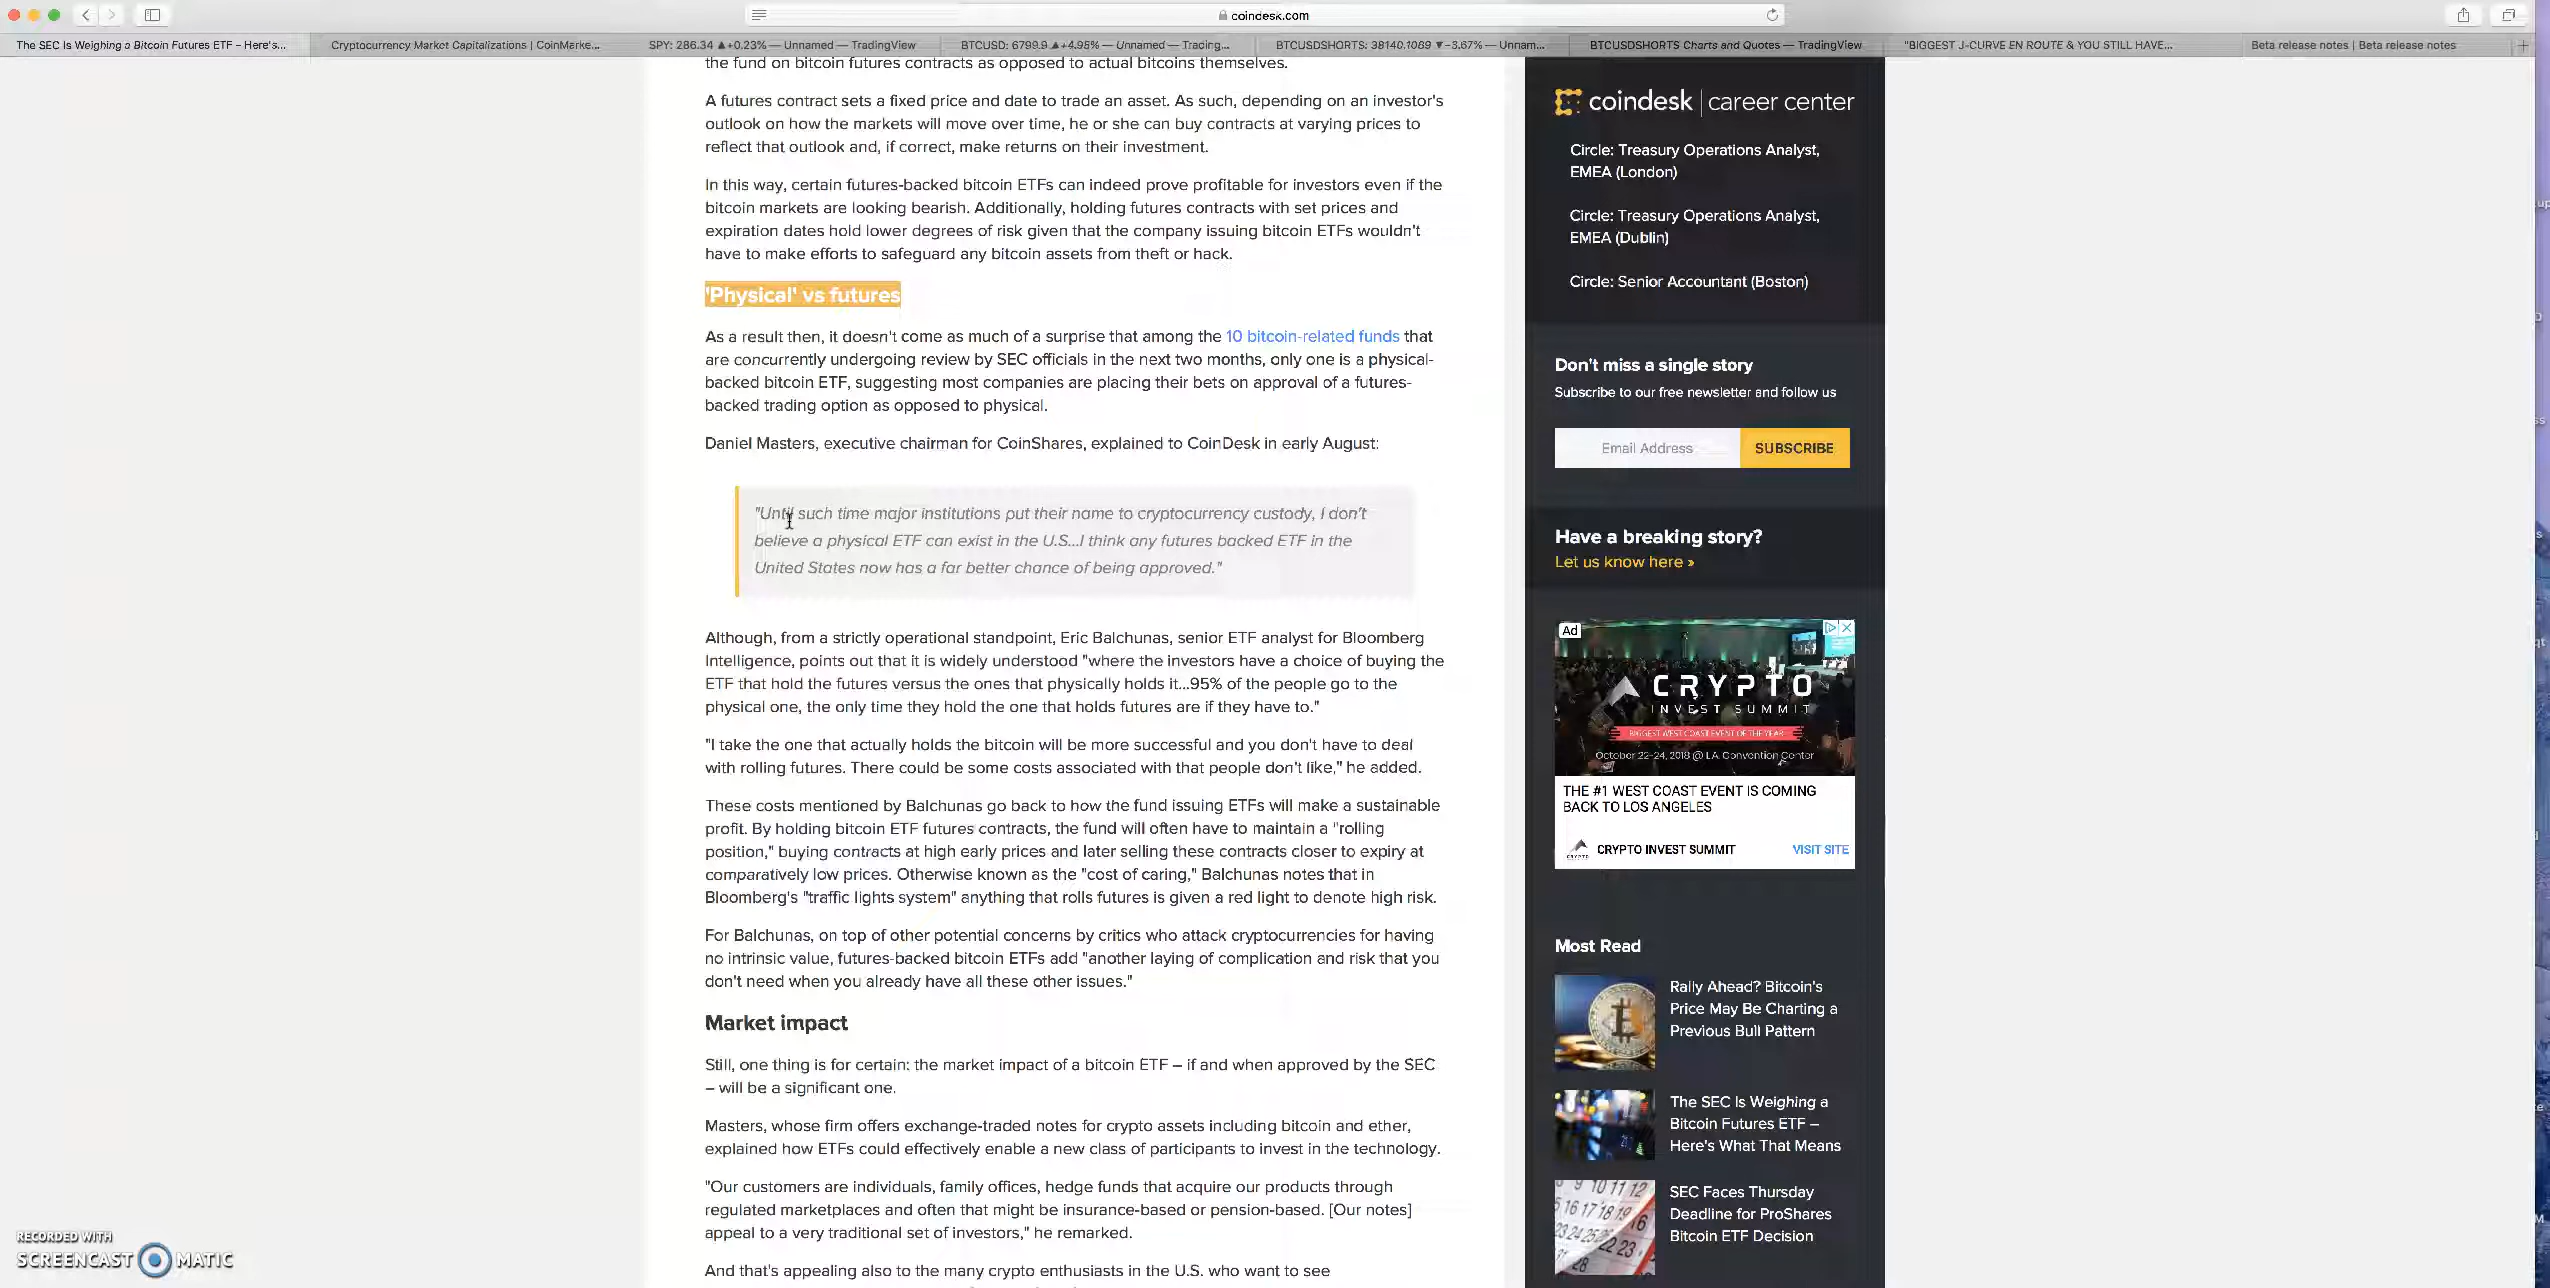 coindesk.com
The SEC Is Weighing a Bitcoin Futures ETF – Here's...
Cryptocurrency Market Capitalizations | CoinMarke...
SPY: 286.34 ▲+0.23% — Unnamed — TradingView
BTCUSD: 6799.9 ▲+4.95% — Unnamed — Trading...
BTCUSDSHORTS: 38140.1069 ▼−3.67% — Unnam...
BTCUSDSHORTS Charts and Quotes — TradingView
"BIGGEST J-CURVE EN ROUTE & YOU STILL HAVE...
Beta release notes | Beta release notes
the fund on bitcoin futures contracts as opposed to actual bitcoins themselves.
A futures contract sets a fixed price and date to trade an asset. As such, depending on an investor's
outlook on how the markets will move over time, he or she can buy contracts at varying prices to
reflect that outlook and, if correct, make returns on their investment.
In this way, certain futures-backed bitcoin ETFs can indeed prove profitable for investors even if the
bitcoin markets are looking bearish. Additionally, holding futures contracts with set prices and
expiration dates hold lower degrees of risk given that the company issuing bitcoin ETFs wouldn't
have to make efforts to safeguard any bitcoin assets from theft or hack.
'Physical' vs futures
As a result then, it doesn't come as much of a surprise that among the 10 bitcoin-related funds that
are concurrently undergoing review by SEC officials in the next two months, only one is a physical-
backed bitcoin ETF, suggesting most companies are placing their bets on approval of a futures-
backed trading option as opposed to physical.
Daniel Masters, executive chairman for CoinShares, explained to CoinDesk in early August:
"Until such time major institutions put their name to cryptocurrency custody, I don't
believe a physical ETF can exist in the U.S...I think any futures backed ETF in the
United States now has a far better chance of being approved."
Although, from a strictly operational standpoint, Eric Balchunas, senior ETF analyst for Bloomberg
Intelligence, points out that it is widely understood "where the investors have a choice of buying the
ETF that hold the futures versus the ones that physically holds it...95% of the people go to the
physical one, the only time they hold the one that holds futures are if they have to."
"I take the one that actually holds the bitcoin will be more successful and you don't have to deal
with rolling futures. There could be some costs associated with that people don't like," he added.
These costs mentioned by Balchunas go back to how the fund issuing ETFs will make a sustainable
profit. By holding bitcoin ETF futures contracts, the fund will often have to maintain a "rolling
position," buying contracts at high early prices and later selling these contracts closer to expiry at
comparatively low prices. Otherwise known as the "cost of caring," Balchunas notes that in
Bloomberg's "traffic lights system" anything that rolls futures is given a red light to denote high risk.
For Balchunas, on top of other potential concerns by critics who attack cryptocurrencies for having
no intrinsic value, futures-backed bitcoin ETFs add "another laying of complication and risk that you
don't need when you already have all these other issues."
Market impact
Still, one thing is for certain: the market impact of a bitcoin ETF – if and when approved by the SEC
– will be a significant one.
Masters, whose firm offers exchange-traded notes for crypto assets including bitcoin and ether,
explained how ETFs could effectively enable a new class of participants to invest in the technology.
"Our customers are individuals, family offices, hedge funds that acquire our products through
regulated marketplaces and often that might be insurance-based or pension-based. [Our notes]
appeal to a very traditional set of investors," he remarked.
And that's appealing also to the many crypto enthusiasts in the U.S. who want to see
coindesk | career center
Circle: Treasury Operations Analyst,
EMEA (London)
Circle: Treasury Operations Analyst,
EMEA (Dublin)
Circle: Senior Accountant (Boston)
Don't miss a single story
Subscribe to our free newsletter and follow us
Email Address
SUBSCRIBE
Have a breaking story?
Let us know here »
Ad
CRYPTO
INVEST SUMMIT
BIGGEST WEST COAST EVENT OF THE YEAR
October 22-24, 2018 @ L.A. Convention Center
THE #1 WEST COAST EVENT IS COMING
BACK TO LOS ANGELES
CRYPTO INVEST SUMMIT
VISIT SITE
Most Read
Rally Ahead? Bitcoin's
Price May Be Charting a
Previous Bull Pattern
The SEC Is Weighing a
Bitcoin Futures ETF –
Here's What That Means
SEC Faces Thursday
Deadline for ProShares
Bitcoin ETF Decision
RECORDED WITH
SCREENCAST MATIC